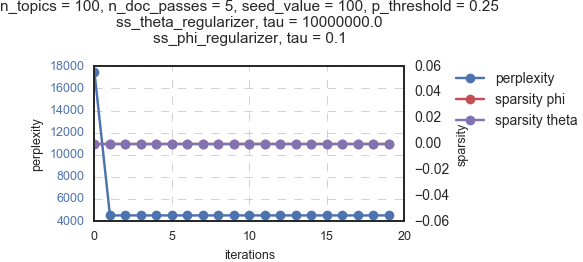 n_topics = 100, n_doc_passes = 5, seed_value = 100, p_threshold = 0.25
ss_theta_regularizer, tau = 10000000.0
ss_phi_regularizer, tau = 0.1
18000
16000
14000
12000
10000
8000
6000
4000
perplexity
0
5
10
15
20
iterations
0.06
0.04
0.02
0.00
−0.02
−0.04
−0.06
sparsity
perplexity
sparsity phi
sparsity theta